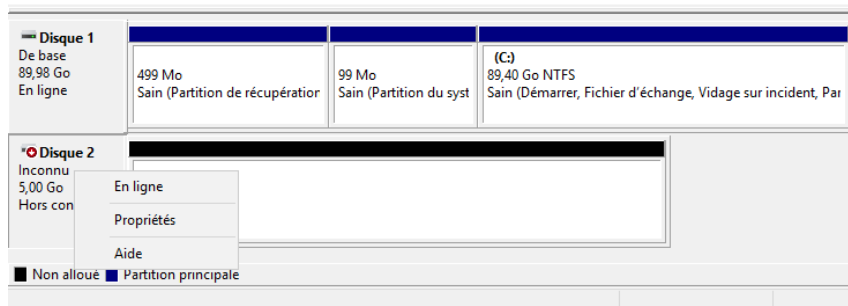 Disque 1
De base
89,98 Go
En ligne
499 Mo
Sain (Partition de récupération
99 Mo
Sain (Partition du syst
(C:)
89,40 Go NTFS
Sain (Démarrer, Fichier d'échange, Vidage sur incident, Par
Disque 2
Inconnu
5,00 Go
Hors con
En ligne
Propriétés
Aide
Non alloué
Partition principale